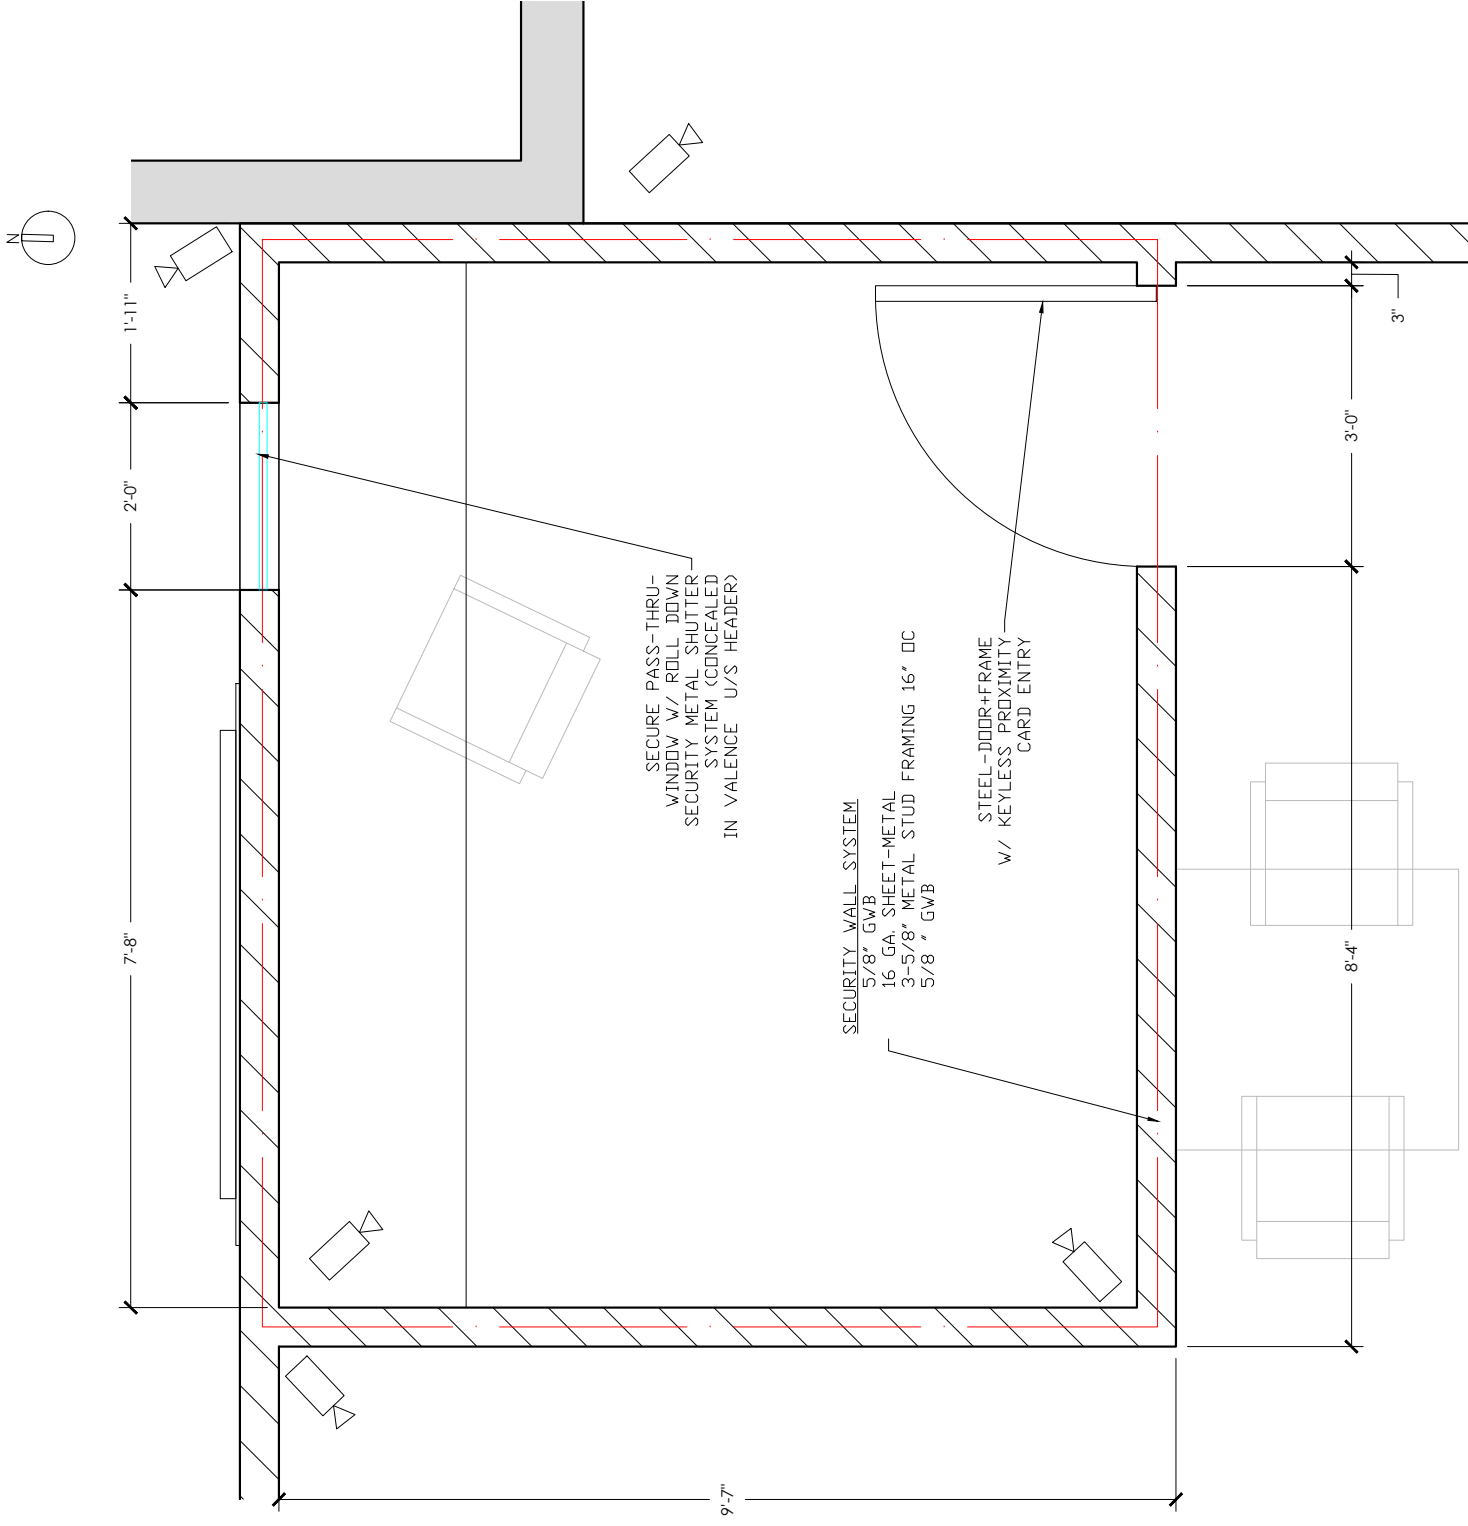 N
1'-11"
2'-0"
7'-8"
SECURE PASS-THRU-
WINDOW W/ ROLL DOWN
SECURITY METAL SHUTTER
SYSTEM (CONCEALED
IN VALENCE U/S HEADER)
SECURITY WALL SYSTEM
5/8" GWB
16 GA. SHEET-METAL
3-5/8" METAL STUD FRAMING 16" OC
5/8 " GWB
STEEL-DOOR+FRAME
W/ KEYLESS PROXIMITY
CARD ENTRY
3"
3'-0"
8'-4"
9'-7"